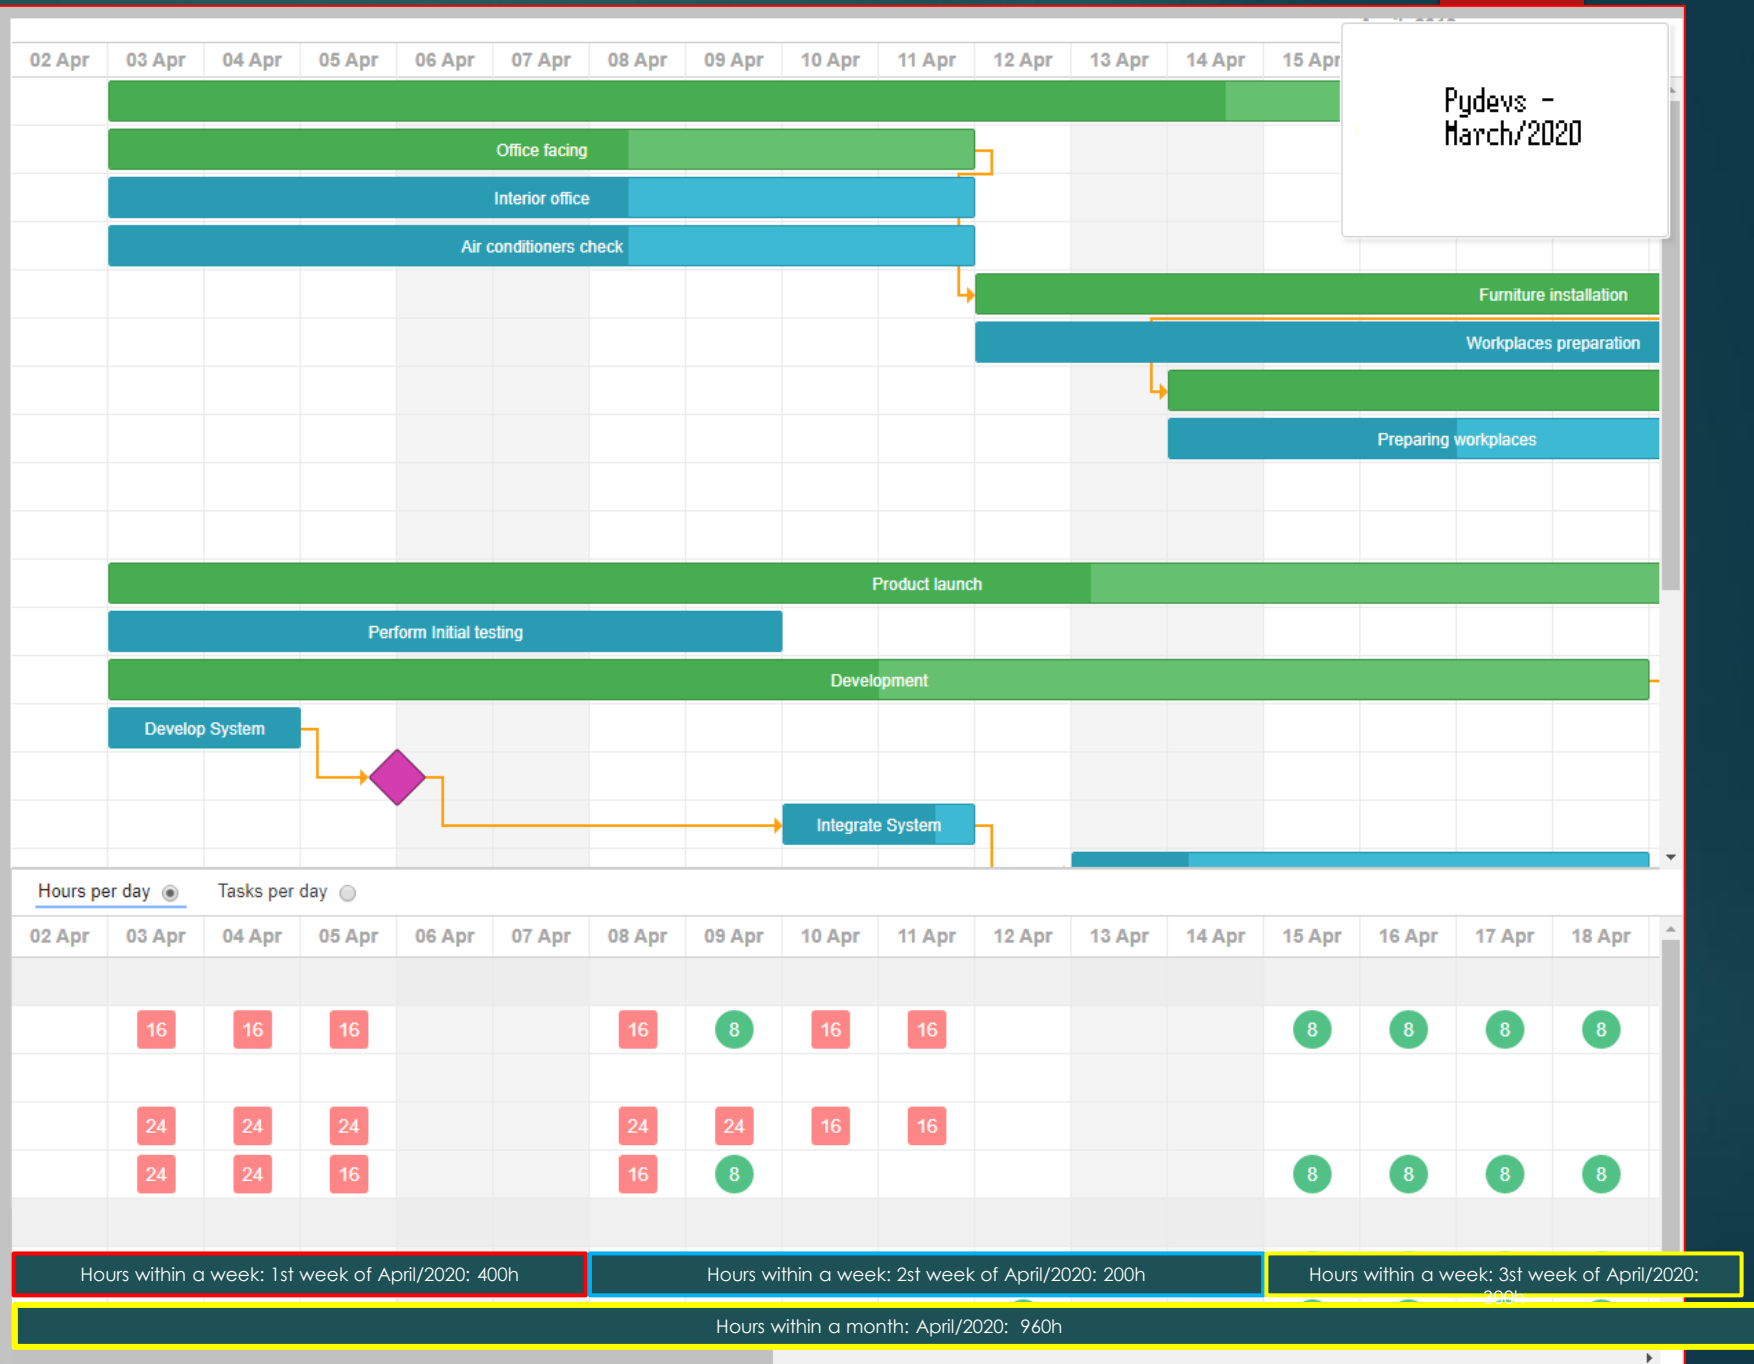 02 Apr 03 Apr 04 Apr 05 Apr 06 Apr 07 Apr 08 Apr 09 Apr 10 Apr 11 Apr 12 Apr 13 Apr 14 Apr 15 Apr
Pydevs -
March/2020
Office facing
Interior office
Air conditioners check
Furniture installation
Workplaces preparation
Preparing workplaces
Product launch
Perform Initial testing
Development
Develop System
Integrate System
Hours per day Tasks per day
02 Apr 03 Apr 04 Apr 05 Apr 06 Apr 07 Apr 08 Apr 09 Apr 10 Apr 11 Apr 12 Apr 13 Apr 14 Apr 15 Apr 16 Apr 17 Apr 18 Apr
16 16 16 16 8 16 16 8 8 8 8
24 24 24 24 24 16 16
24 24 16 16 8 8 8 8 8
Hours within a week: 1st week of April/2020: 400h
Hours within a week: 2st week of April/2020: 200h
Hours within a week: 3st week of April/2020:
Hours within a month: April/2020: 960h